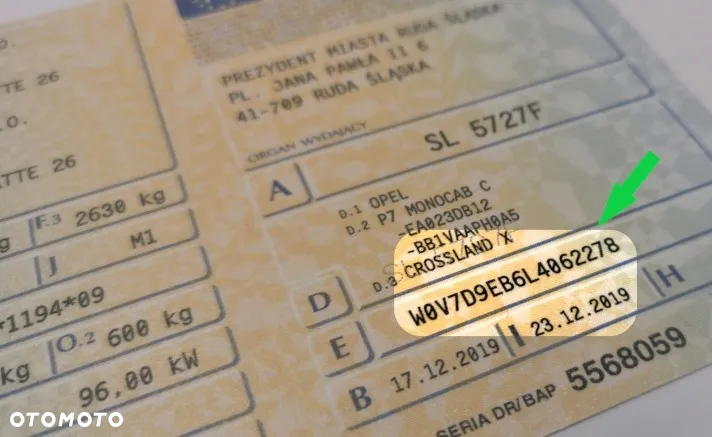 O.
TTE 26
.O.
ATTE 26
g F.3 2630 kg
J M1
*1194*09
kg O.2 600 kg
96,00 kW
PREZYDENT MIASTA RUDA ŚLĄSKA
PL. JANA PAWŁA II 6
41-709 RUDA ŚLĄSKA
ORGAN WYDAJĄCY
A SL 5727F
D.1 OPEL
D.2 P7 MONOCAB C
-EA023DB12
-BB1VAAPH0A5
D D.3 CROSSLAND X
E W0V7D9EB6L4062278
B 17.12.2019 I 23.12.2019 H
SERIA DR/BAP 5568059
OTOMOTO